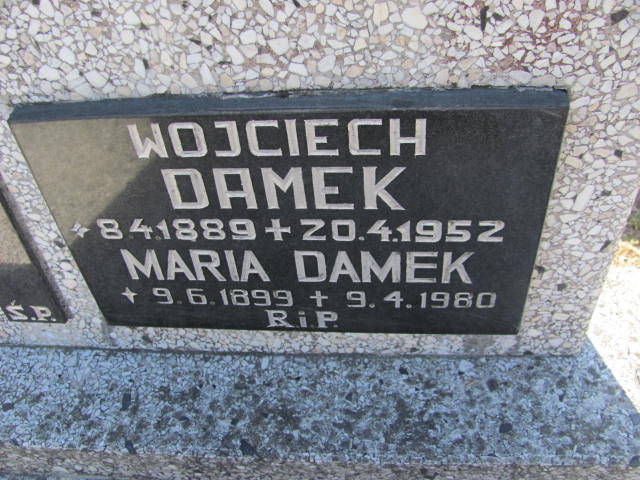 WOJCIECH
DAMEK
* 8.4.1889 + 20.4.1952
MARIA DAMEK
* 9.6.1899 + 9.4.1980
R.i.P.
Ś.P.